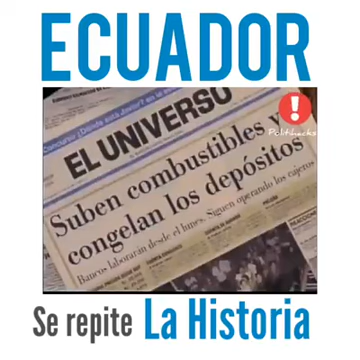 ECUADOR
Politihacks
EL UNIVERSO
Suben combustibles y
congelan los depósitos
Bancos laborarán desde el lunes. Siguen operando los cajeros
Se repite La Historia